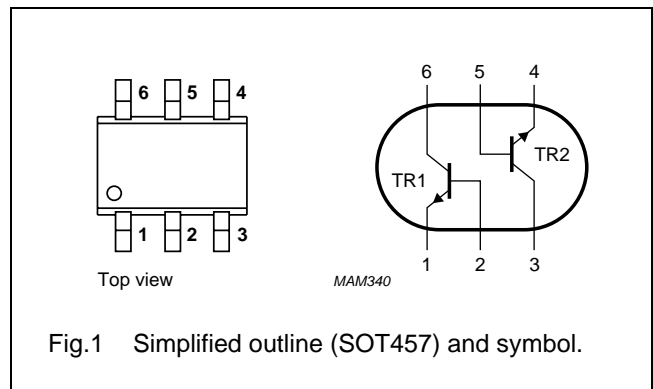 6 5 4
1 2 3
Top view
6 5 4
TR1 TR2
1 2 3
MAM340
Fig.1 Simplified outline (SOT457) and symbol.